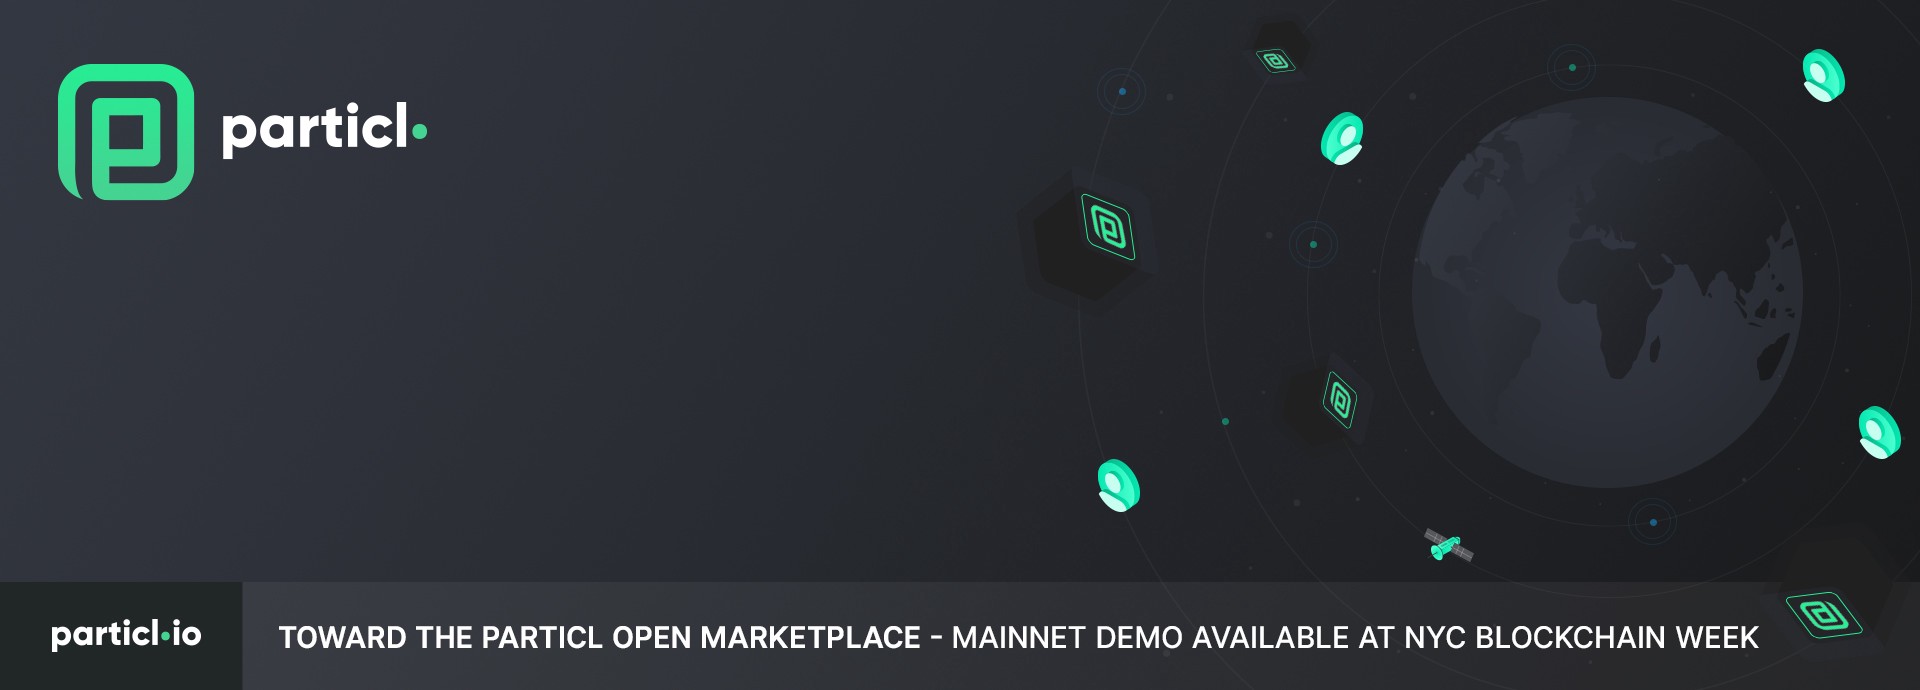 particl
particl.io
TOWARD THE PARTICL OPEN MARKETPLACE - MAINNET DEMO AVAILABLE AT NYC BLOCKCHAIN WEEK